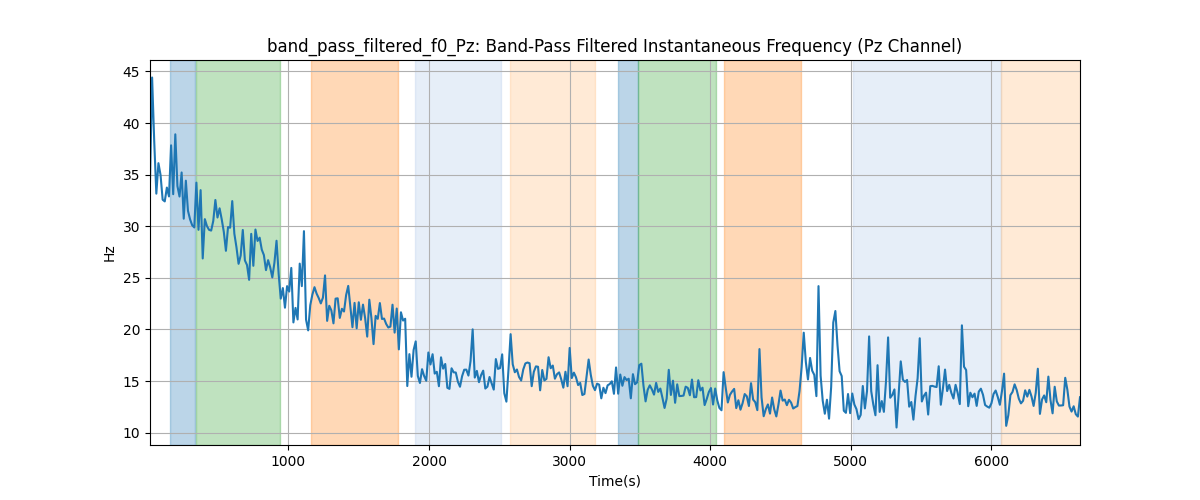 band_pass_filtered_f0_Pz: Band-Pass Filtered Instantaneous Frequency (Pz Channel)
45
40
35
30
25
20
15
10
Hz
1000 2000 3000 4000 5000 6000
Time(s)